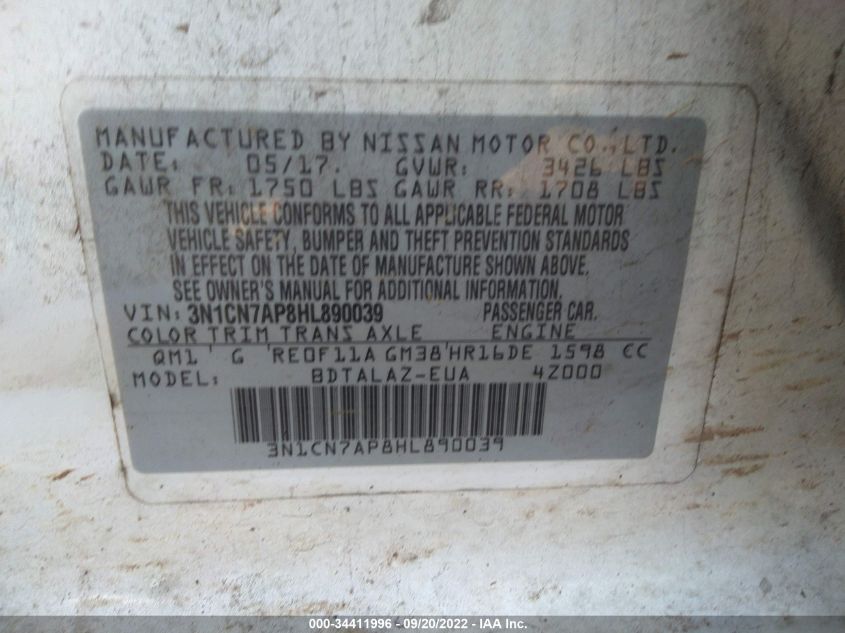 MANUFACTURED BY NISSAN MOTOR CO., LTD.
DATE: 05/17. GVWR: 3426 LBS
GAWR FR: 1750 LBS GAWR RR: 1708 LBS
THIS VEHICLE CONFORMS TO ALL APPLICABLE FEDERAL MOTOR
VEHICLE SAFETY, BUMPER AND THEFT PREVENTION STANDARDS
IN EFFECT ON THE DATE OF MANUFACTURE SHOWN ABOVE.
SEE OWNER'S MANUAL FOR ADDITIONAL INFORMATION.
VIN: 3N1CN7AP8HL890039 PASSENGER CAR.
COLOR TRIM TRANS AXLE ENGINE
QM1 G RE0F11A GM38 HR16DE 1598 CC
MODEL: BDTALAZ-EUA 4Z000
3N1CN7AP8HL890039
000-34411996 - 09/20/2022 - IAA Inc.